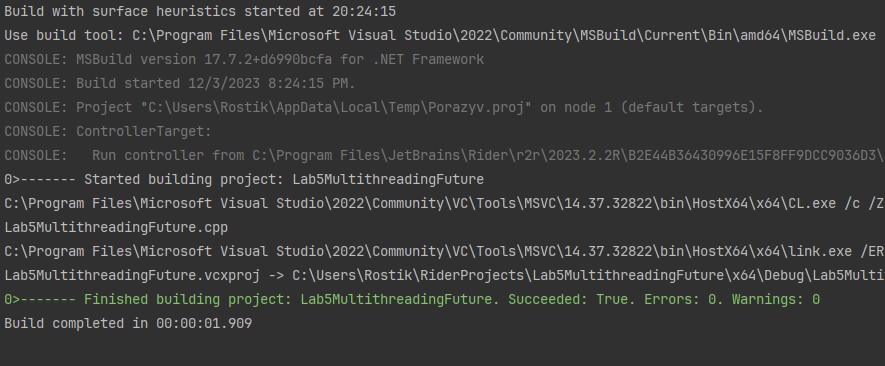 Build with surface heuristics started at 20:24:15
Use build tool: C:\Program Files\Microsoft Visual Studio\2022\Community\MSBuild\Current\Bin\amd64\MSBuild.exe
CONSOLE: MSBuild version 17.7.2+d6990bcfa for .NET Framework
CONSOLE: Build started 12/3/2023 8:24:15 PM.
CONSOLE: Project "C:\Users\Rostik\AppData\Local\Temp\Porazyv.proj" on node 1 (default targets).
CONSOLE: ControllerTarget:
CONSOLE:   Run controller from C:\Program Files\JetBrains\Rider\r2r\2023.2.2R\B2E44B36430996E15F8FF9DCC9036D3\
0>------- Started building project: Lab5MultithreadingFuture
C:\Program Files\Microsoft Visual Studio\2022\Community\VC\Tools\MSVC\14.37.32822\bin\HostX64\x64\CL.exe /c /Z
Lab5MultithreadingFuture.cpp
C:\Program Files\Microsoft Visual Studio\2022\Community\VC\Tools\MSVC\14.37.32822\bin\HostX64\x64\link.exe /ER
Lab5MultithreadingFuture.vcxproj -> C:\Users\Rostik\RiderProjects\Lab5MultithreadingFuture\x64\Debug\Lab5Multi
0>------- Finished building project: Lab5MultithreadingFuture. Succeeded: True. Errors: 0. Warnings: 0
Build completed in 00:00:01.909